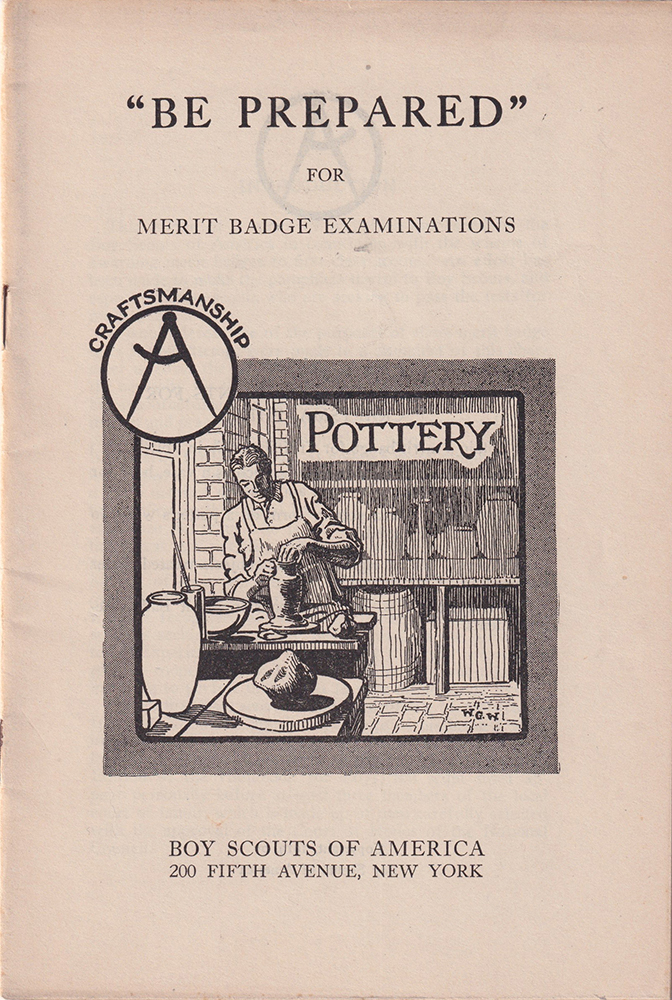 “BE PREPARED”
FOR
MERIT BADGE EXAMINATIONS
CRAFTSMANSHIP
POTTERY
BOY SCOUTS OF AMERICA
200 FIFTH AVENUE, NEW YORK